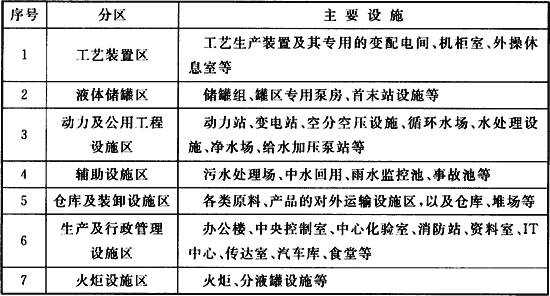 序号 分区 主要设施
1 工艺装置区 工艺生产装置及其专用的变配电间、机柜室、外操休
息室等
2 液体储罐区 储罐组、罐区专用泵房、首末站设施等
3 动力及公用工程
设施区 动力站、变电站、空分空压设施、循环水场、水处理设
施、净水场、给水加压泵站等
4 辅助设施区 污水处理场、中水回用、雨水监控池、事故池等
5 仓库及装卸设施区 各类原料、产品的对外运输设施区,以及仓库、堆场等
6 生产及行政管理
设施区 办公楼、中央控制室、中心化验室、消防站、资料室、IT
中心、传达室、汽车库、食堂等
7 火炬设施区 火炬、分液罐设施等